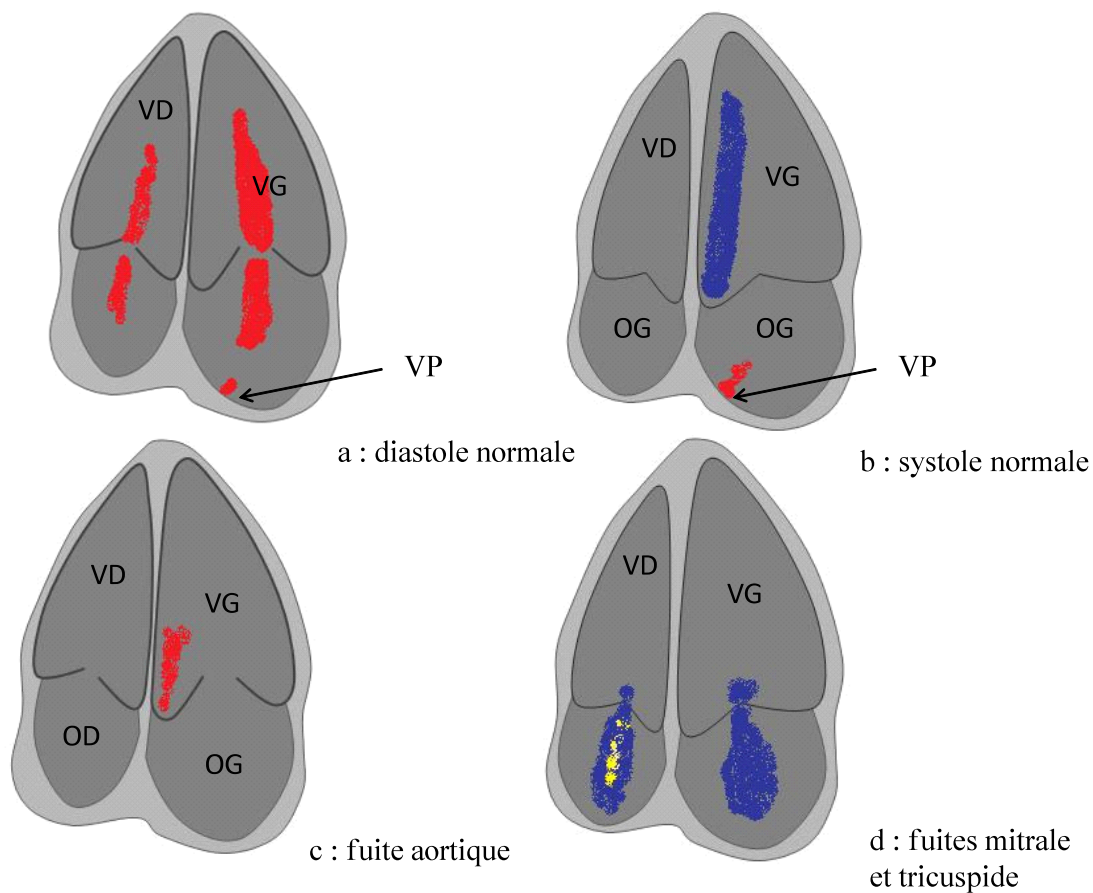 VD
VG
VP
a : diastole normale
VD
VG
OG
OG
VP
b : systole normale
VD
VG
OD
OG
c : fuite aortique
VD
VG
d : fuites mitrale
et tricuspide